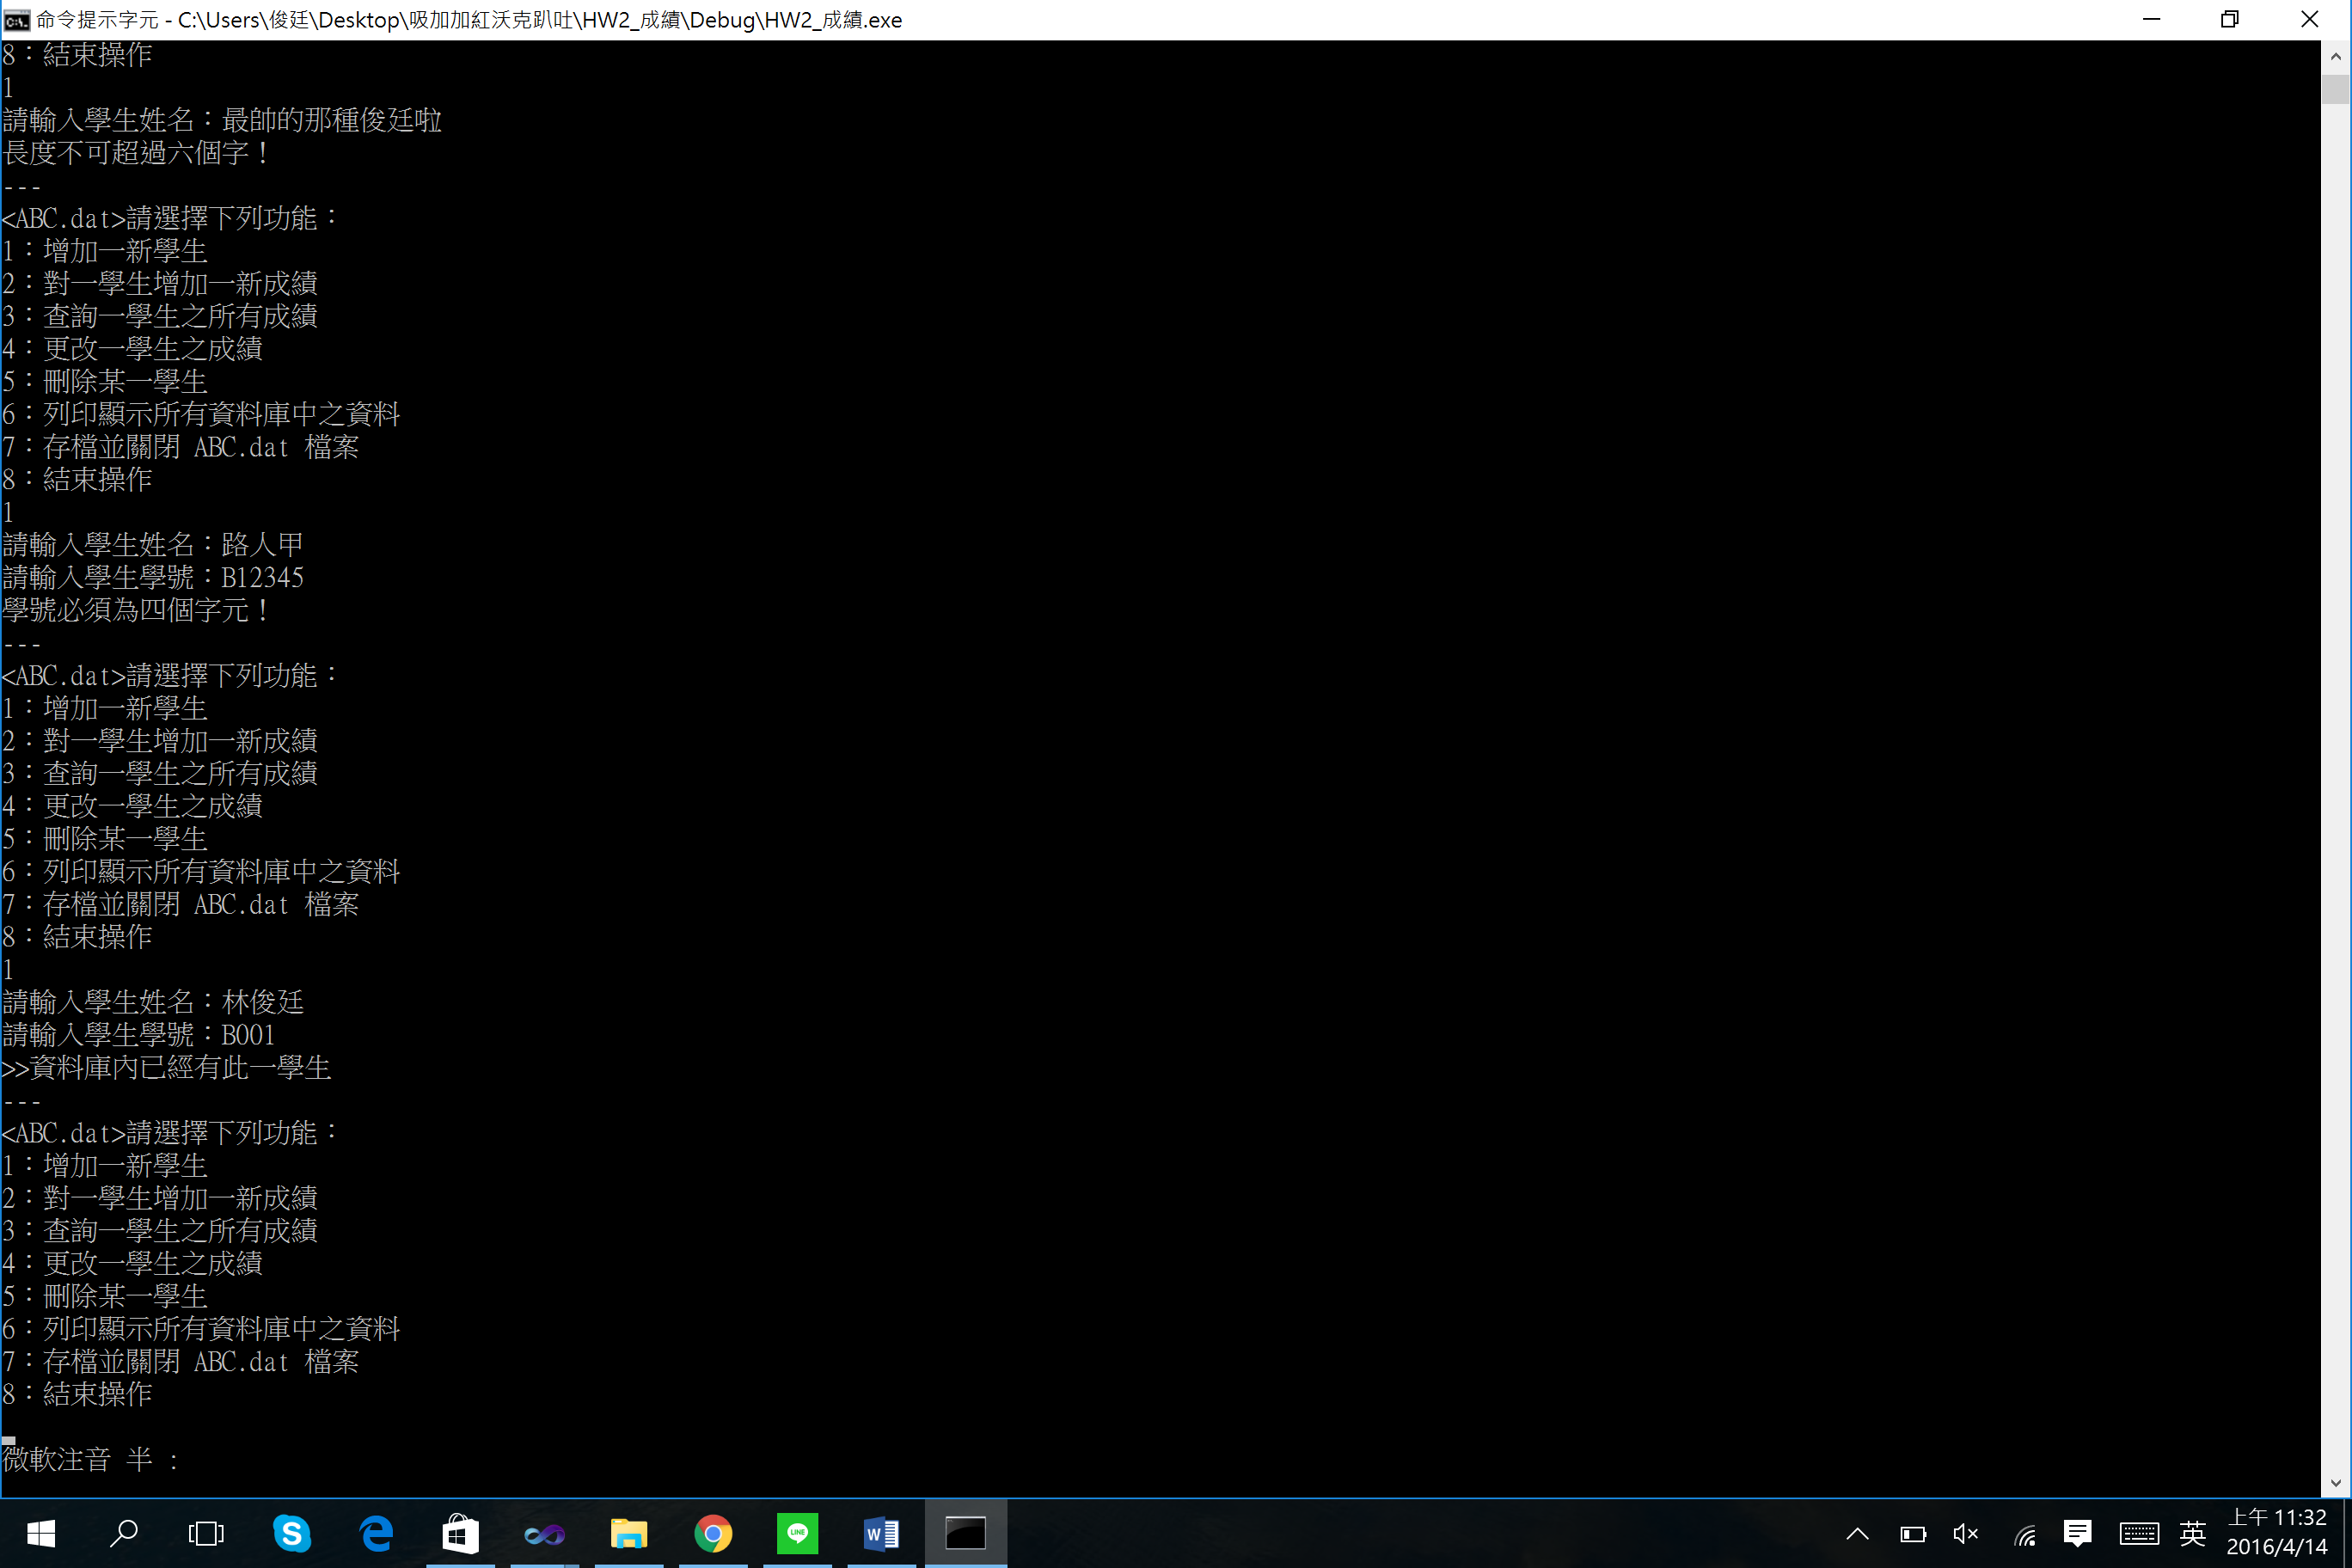 命令提示字元 - C:\Users\俊廷\Desktop\吸加加紅沃克趴吐\HW2_成績\Debug\HW2_成績.exe
8：結束操作
1
請輸入學生姓名：最帥的那種俊廷啦
長度不可超過六個字！
---
<ABC.dat>請選擇下列功能：
1：增加一新學生
2：對一學生增加一新成績
3：查詢一學生之所有成績
4：更改一學生之成績
5：刪除某一學生
6：列印顯示所有資料庫中之資料
7：存檔並關閉 ABC.dat 檔案
8：結束操作
1
請輸入學生姓名：路人甲
請輸入學生學號：B12345
學號必須為四個字元！
---
<ABC.dat>請選擇下列功能：
1：增加一新學生
2：對一學生增加一新成績
3：查詢一學生之所有成績
4：更改一學生之成績
5：刪除某一學生
6：列印顯示所有資料庫中之資料
7：存檔並關閉 ABC.dat 檔案
8：結束操作
1
請輸入學生姓名：林俊廷
請輸入學生學號：B001
>>資料庫內已經有此一學生
---
<ABC.dat>請選擇下列功能：
1：增加一新學生
2：對一學生增加一新成績
3：查詢一學生之所有成績
4：更改一學生之成績
5：刪除某一學生
6：列印顯示所有資料庫中之資料
7：存檔並關閉 ABC.dat 檔案
8：結束操作
微軟注音 半 :
LINE
英
上午 11:32
2016/4/14